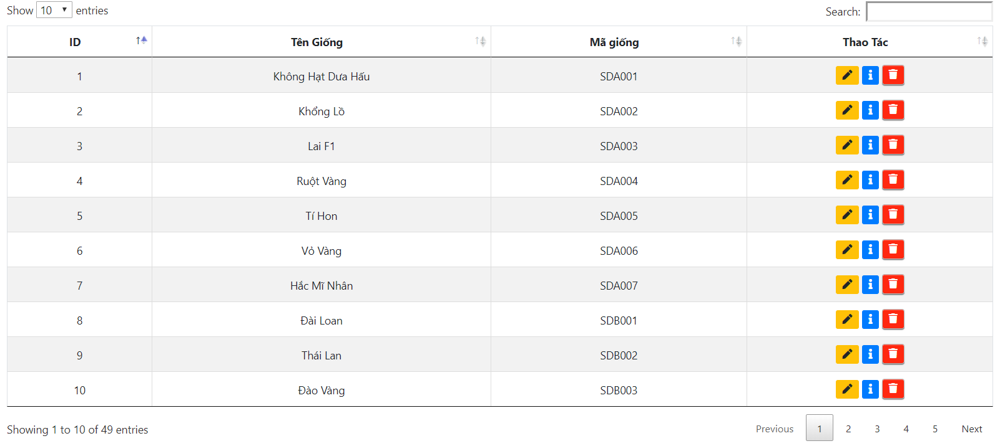 Show 10 entries Search:
ID Tên Giống Mã giống Thao Tác
1 Không Hạt Dưa Hấu SDA001
2 Khổng Lồ SDA002
3 Lai F1 SDA003
4 Ruột Vàng SDA004
5 Tí Hon SDA005
6 Vỏ Vàng SDA006
7 Hắc Mĩ Nhân SDA007
8 Đài Loan SDB001
9 Thái Lan SDB002
10 Đào Vàng SDB003
Showing 1 to 10 of 49 entries Previous 1 2 3 4 5 Next